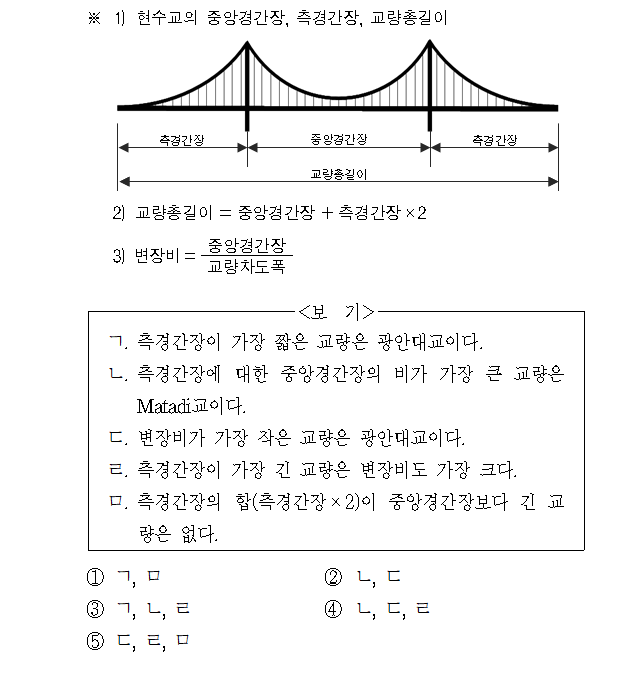 ※ 1) 현수교의 중앙경간장, 측경간장, 교량총길이
측경간장 중앙경간장 측경간장
교량총길이
2) 교량총길이 = 중앙경간장 + 측경간장×2
3) 변장비 = 중앙경간장
교량차도폭
<보 기>
ㄱ. 측경간장이 가장 짧은 교량은 광안대교이다.
ㄴ. 측경간장에 대한 중앙경간장의 비가 가장 큰 교량은
Matadi교이다.
ㄷ. 변장비가 가장 작은 교량은 광안대교이다.
ㄹ. 측경간장이 가장 긴 교량은 변장비도 가장 크다.
ㅁ. 측경간장의 합(측경간장×2)이 중앙경간장보다 긴 교
량은 없다.
① ㄱ, ㅁ ② ㄴ, ㄷ
③ ㄱ, ㄴ, ㄹ ④ ㄴ, ㄷ, ㄹ
⑤ ㄷ, ㄹ, ㅁ